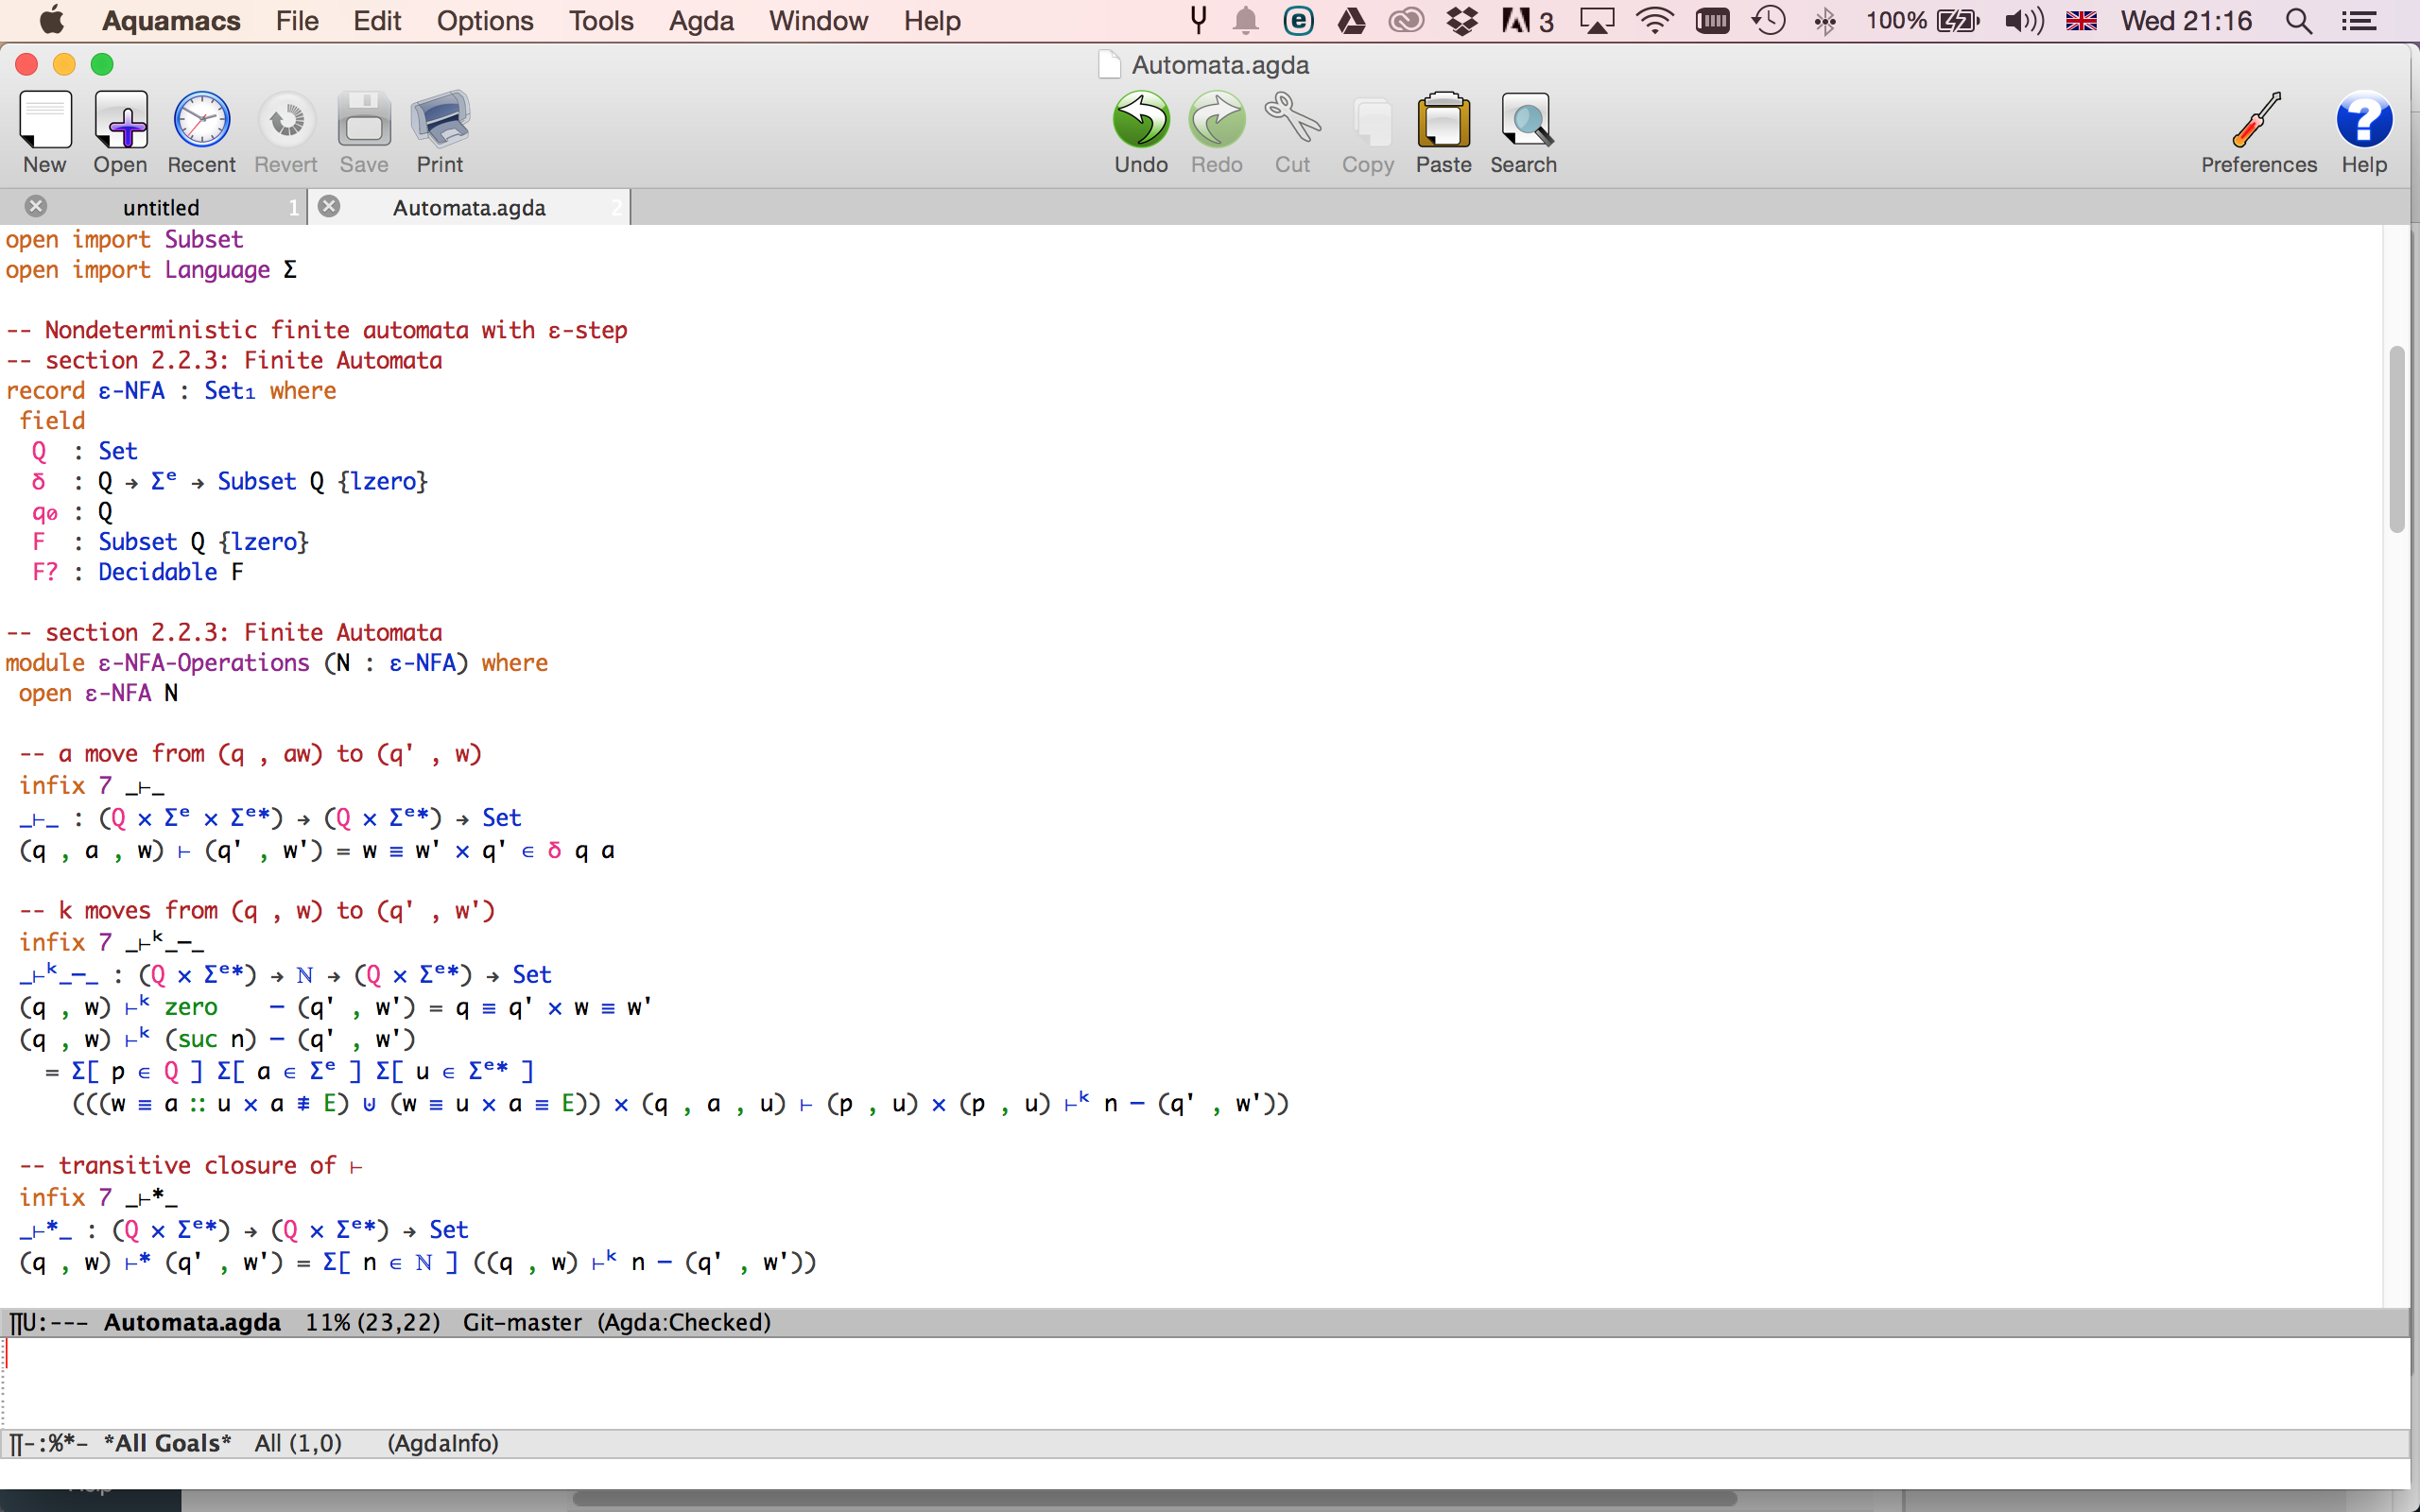 Aquamacs File Edit Options Tools Agda Window Help 3 100% Wed 21:16
Automata.agda
New Open Recent Revert Save Print Undo Redo Cut Copy Paste Search Preferences Help
untitled 1 Automata.agda 2
open import Subset
open import Language Σ
-- Nondeterministic finite automata with ε-step
-- section 2.2.3: Finite Automata
record ε-NFA : Set₁ where
field
Q : Set
δ : Q → Σᵉ → Subset Q {lzero}
q₀ : Q
F : Subset Q {lzero}
F? : Decidable F
-- section 2.2.3: Finite Automata
module ε-NFA-Operations (N : ε-NFA) where
open ε-NFA N
-- a move from (q , aw) to (q' , w)
infix 7 _⊢_
_⊢_ : (Q × Σᵉ × Σᵉ*) → (Q × Σᵉ*) → Set
(q , a , w) ⊢ (q' , w') = w ≡ w' × q' ∈ δ q a
-- k moves from (q , w) to (q' , w')
infix 7 _⊢ᵏ_─_
_⊢ᵏ_─_ : (Q × Σᵉ*) → ℕ → (Q × Σᵉ*) → Set
(q , w) ⊢ᵏ zero ─ (q' , w') = q ≡ q' × w ≡ w'
(q , w) ⊢ᵏ (suc n) ─ (q' , w')
= Σ[ p ∈ Q ] Σ[ a ∈ Σᵉ ] Σ[ u ∈ Σᵉ* ]
(((w ≡ a ∷ u × a ≢ E) ⊎ (w ≡ u × a ≡ E)) × (q , a , u) ⊢ (p , u) × (p , u) ⊢ᵏ n ─ (q' , w'))
-- transitive closure of ⊢
infix 7 _⊢*_
_⊢*_ : (Q × Σᵉ*) → (Q × Σᵉ*) → Set
(q , w) ⊢* (q' , w') = Σ[ n ∈ ℕ ] ((q , w) ⊢ᵏ n ─ (q' , w'))
∏U:--- Automata.agda 11% (23,22) Git-master (Agda:Checked)
∏-:%*- *All Goals* All (1,0) (AgdaInfo)